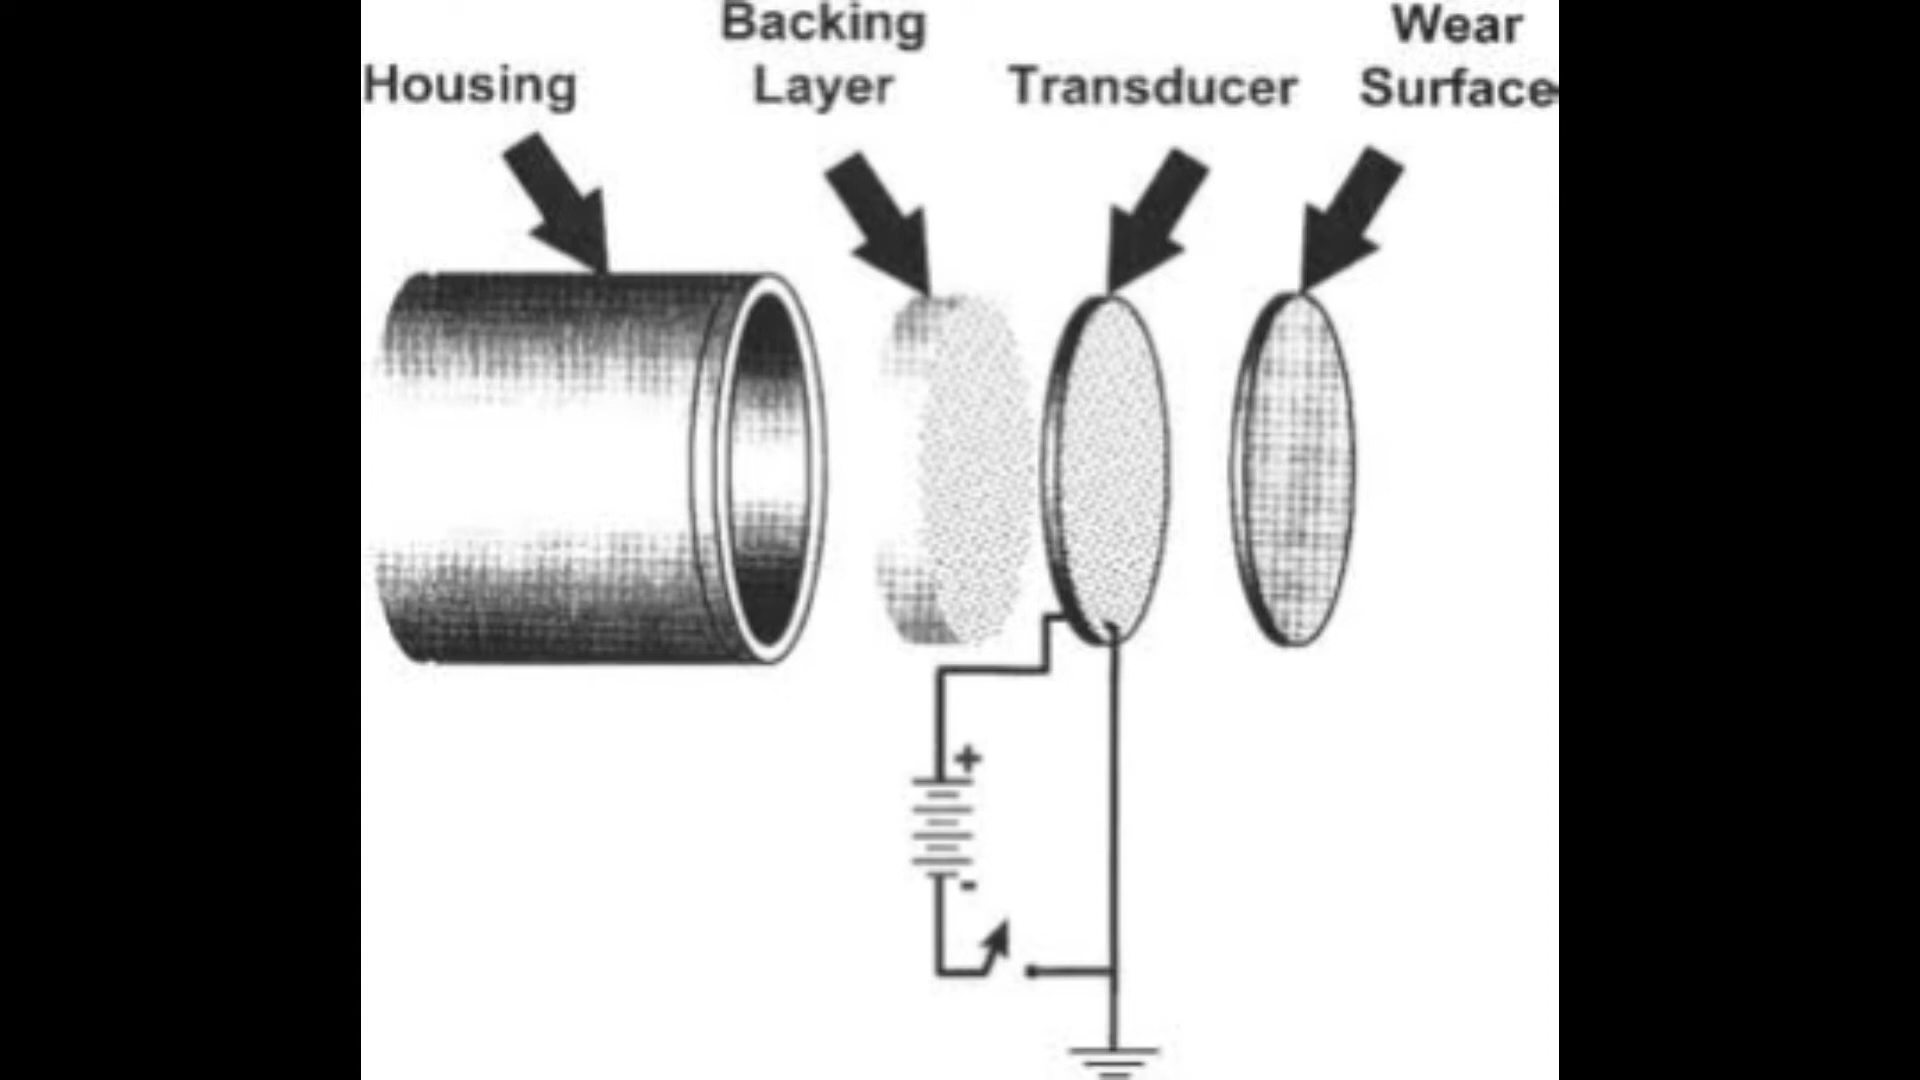 Housing
Backing
Layer
Transducer
Wear
Surface
+
-